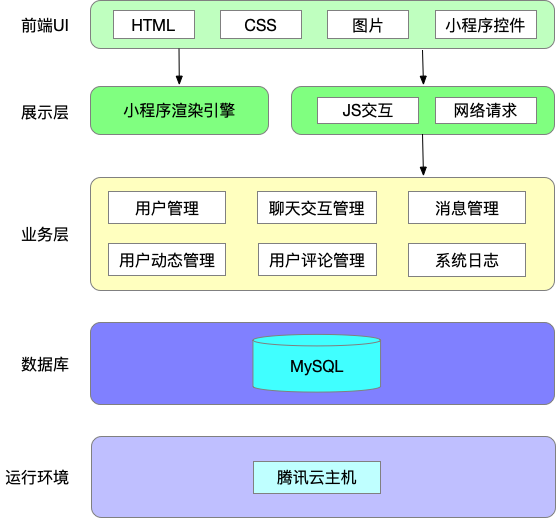 前端UI
HTML
CSS
图片
小程序控件
展示层
小程序渲染引擎
JS交互
网络请求
业务层
用户管理
聊天交互管理
消息管理
用户动态管理
用户评论管理
系统日志
数据库
MySQL
运行环境
腾讯云主机